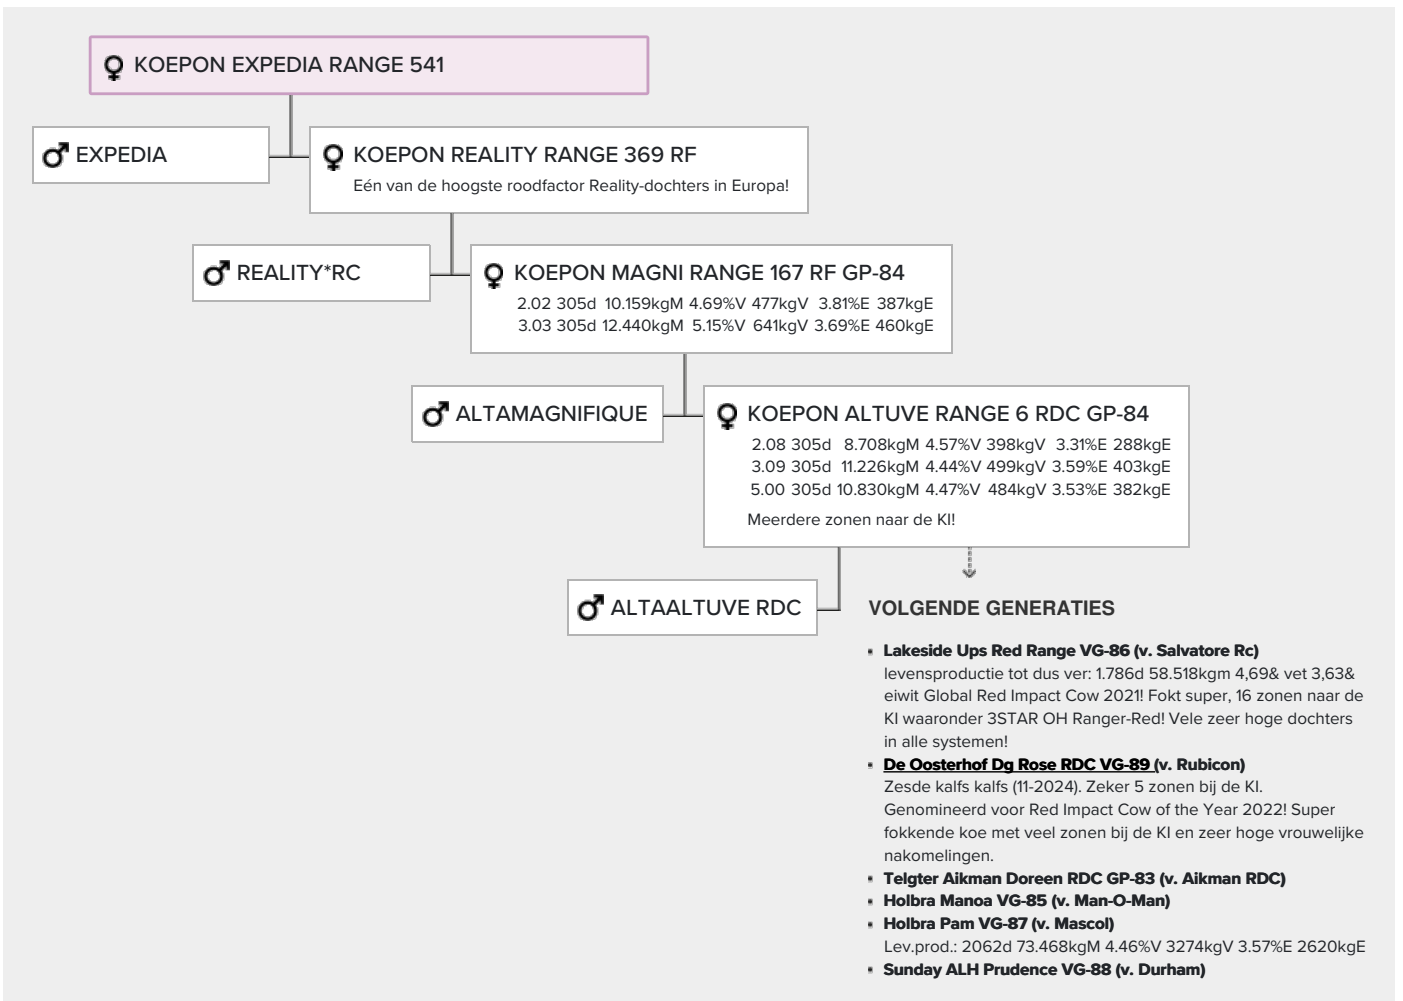 KOEPON EXPEDIA RANGE 541
EXPEDIA
KOEPON REALITY RANGE 369 RF
Eén van de hoogste roodfactor Reality-dochters in Europa!
REALITY*RC
KOEPON MAGNI RANGE 167 RF GP-84
2.02 305d 10.159kgM 4.69%V 477kgV 3.81%E 387kgE
3.03 305d 12.440kgM 5.15%V 641kgV 3.69%E 460kgE
ALTAMAGNIFIQUE
KOEPON ALTUVE RANGE 6 RDC GP-84
2.08 305d 8.708kgM 4.57%V 398kgV 3.31%E 288kgE
3.09 305d 11.226kgM 4.44%V 499kgV 3.59%E 403kgE
5.00 305d 10.830kgM 4.47%V 484kgV 3.53%E 382kgE
Meerdere zonen naar de KI!
ALTAALTUVE RDC
VOLGENDE GENERATIES
Lakeside Ups Red Range VG-86 (v. Salvatore Rc)
levensproductie tot dus ver: 1.786d 58.518kgm 4,69& vet 3,63&
eiwit Global Red Impact Cow 2021! Fokt super, 16 zonen naar de
KI waaronder 3STAR OH Ranger-Red! Vele zeer hoge dochters
in alle systemen!
De Oosterhof Dg Rose RDC VG-89 (v. Rubicon)
Zesde kalfs kalfs (11-2024). Zeker 5 zonen bij de KI.
Genomineerd voor Red Impact Cow of the Year 2022! Super
fokkende koe met veel zonen bij de KI en zeer hoge vrouwelijke
nakomelingen.
Telgter Aikman Doreen RDC GP-83 (v. Aikman RDC)
Holbra Manoa VG-85 (v. Man-O-Man)
Holbra Pam VG-87 (v. Mascol)
Lev.prod.: 2062d 73.468kgM 4.46%V 3274kgV 3.57%E 2620kgE
Sunday ALH Prudence VG-88 (v. Durham)